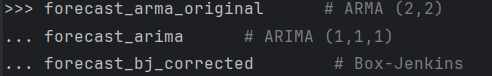 >>> forecast_arma_original      # ARMA (2,2)
... forecast_arima      # ARIMA (1,1,1)
... forecast_bj_corrected        # Box-Jenkins